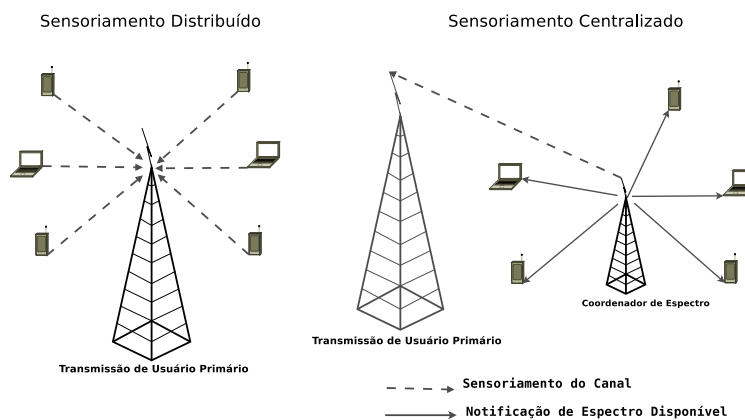 Sensoriamento Distribuído
Sensoriamento Centralizado
Coordenador de Espectro
Transmissão de Usuário Primário
Transmissão de Usuário Primário
Sensoriamento do Canal
Notificação de Espectro Disponível